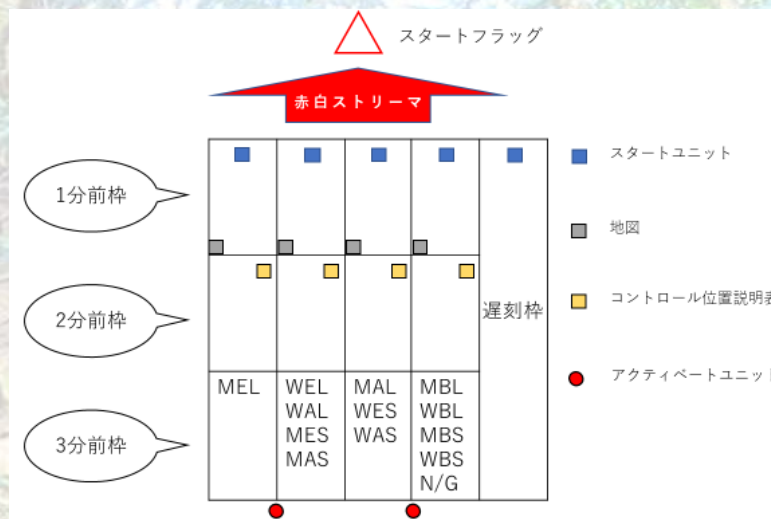 スタートフラッグ
赤白ストリーマ
1分前枠
2分前枠
3分前枠
MEL
WEL
WAL
MES
MAS
MAL
WES
WAS
MBL
WBL
MBS
WBS
N/G
遅刻枠
スタートユニット
地図
コントロール位置説明表
アクティベートユニット